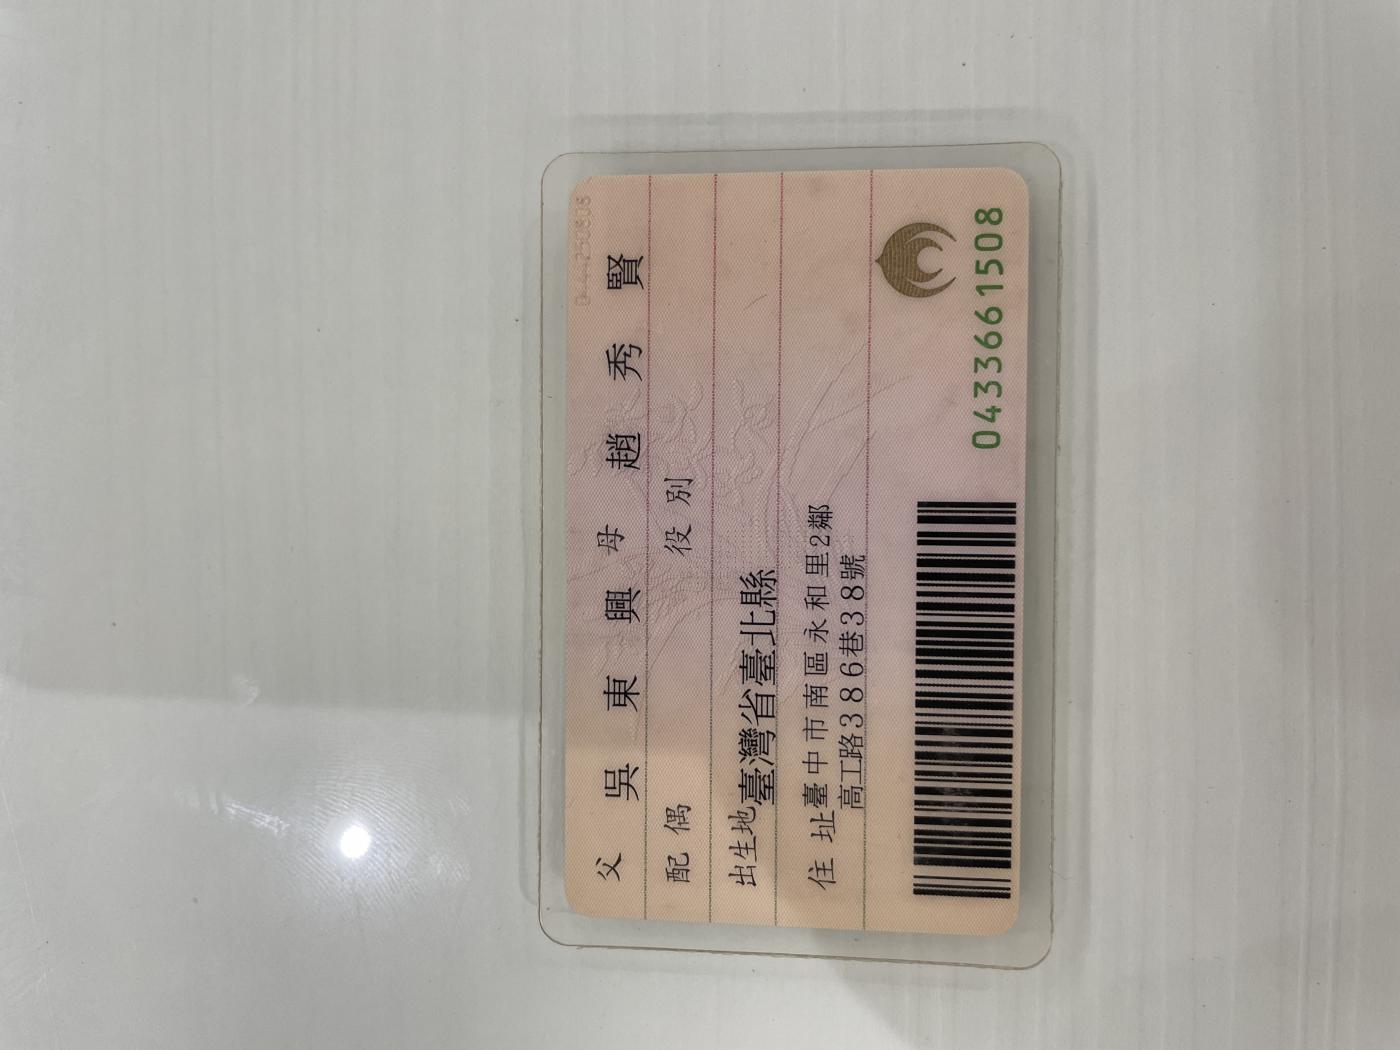 父 吳東興 母 趙秀賢
配偶 役別
出生地 臺灣省臺北縣
住址 臺中市南區永和里2鄰
高工路386巷38號
0433661508